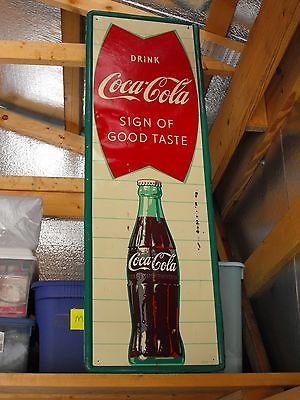 DRINK
Coca-Cola
SIGN OF
GOOD TASTE
Coca-Cola